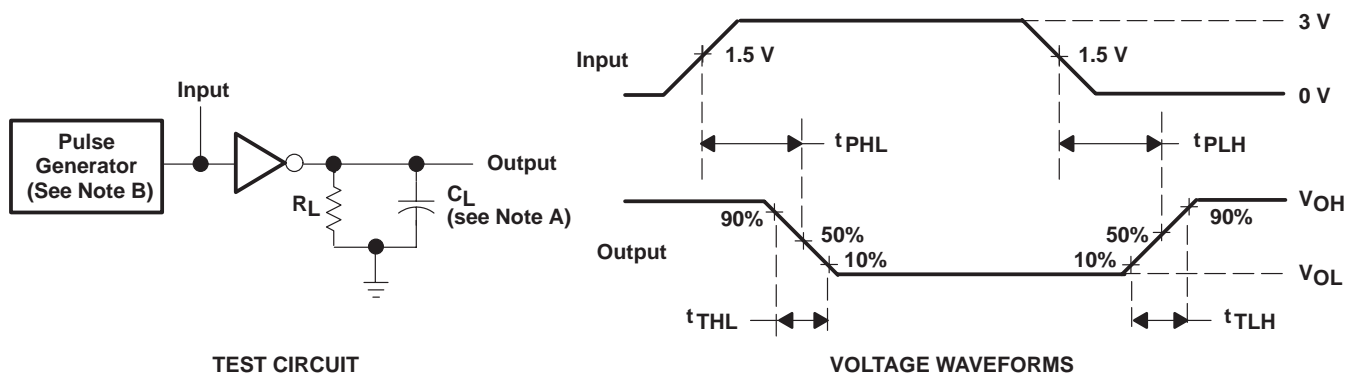 Input
Pulse
Generator
(See Note B)
Output
RL
CL
(see Note A)
TEST CIRCUIT
3 V
Input
1.5 V
1.5 V
0 V
tPHL
tPLH
VOH
90%
50%
10%
Output
50%
90%
10%
VOL
tTHL
tTLH
VOLTAGE WAVEFORMS